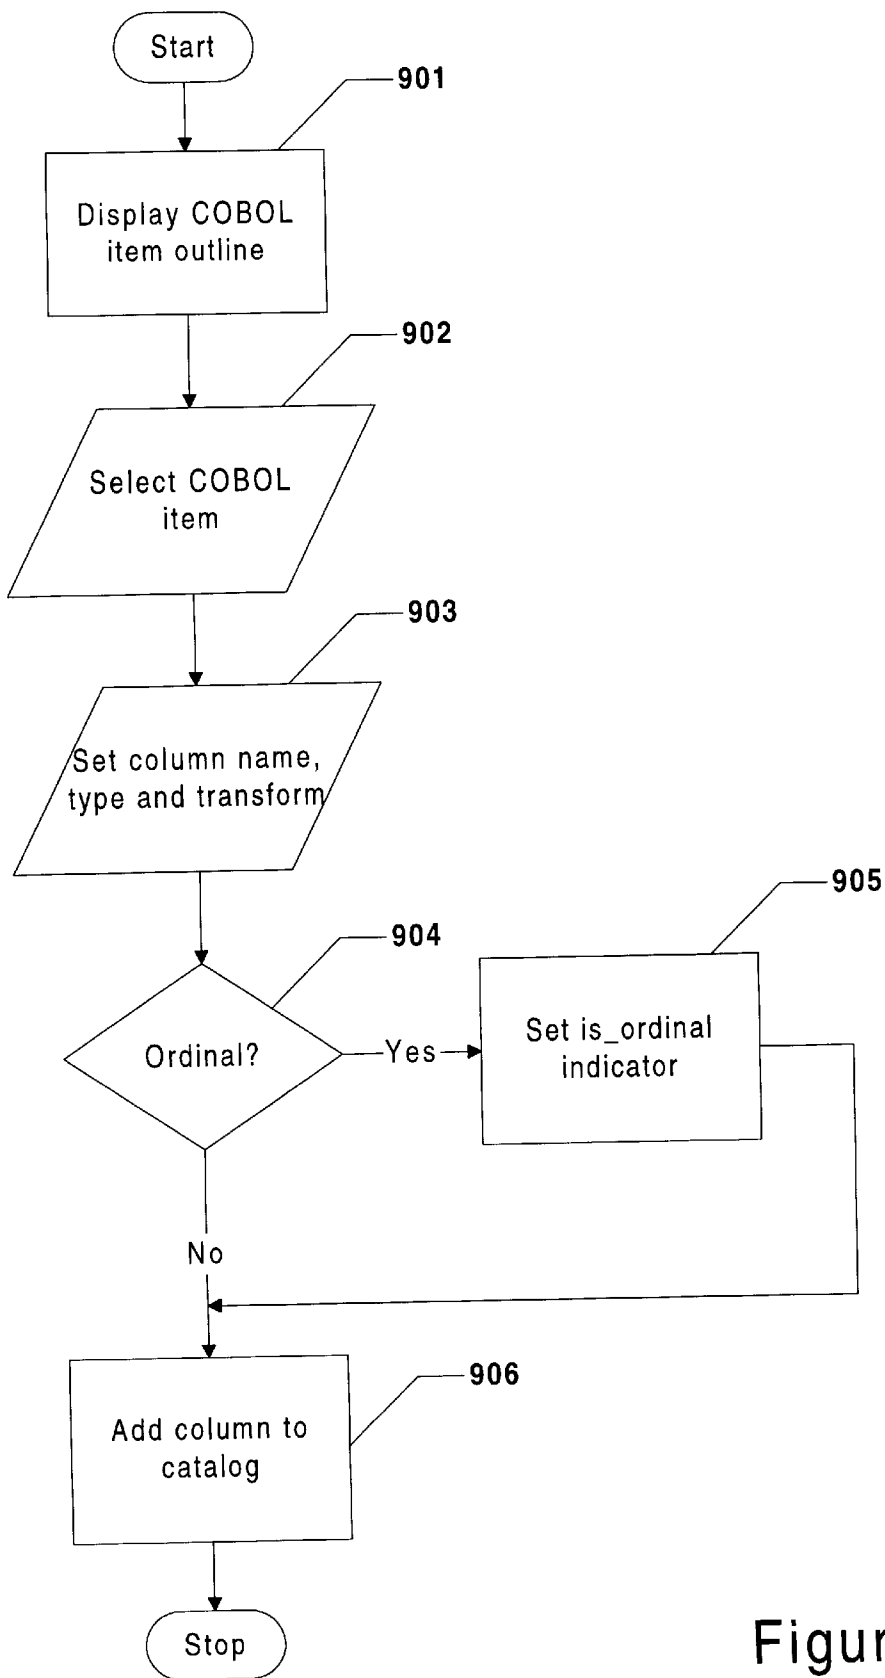 Start
901
Display COBOL
item outline
902
Select COBOL
item
903
Set column name,
type and transform
904
Ordinal?
Yes
905
Set is_ordinal
indicator
No
906
Add column to
catalog
Stop